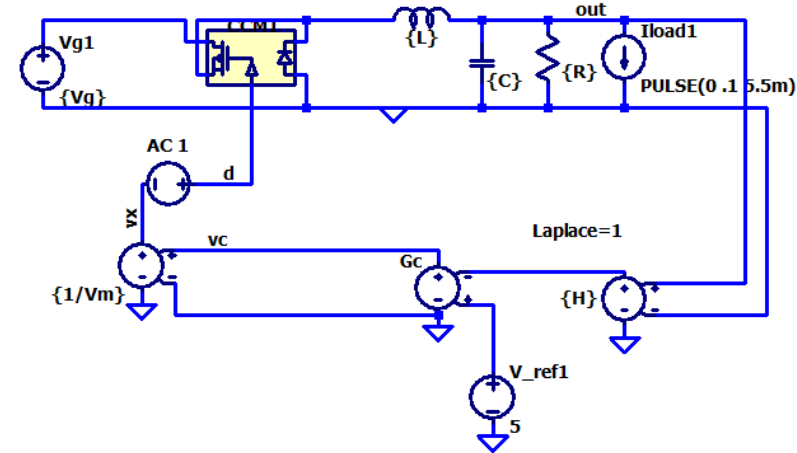 CCM1
out
Vg1
{L}
Iload1
{C}
{R}
{Vg}
PULSE(0 .1 5.5m)
AC 1
d
vx
vc
Laplace=1
Gc
{1/Vm}
{H}
V_ref1
5